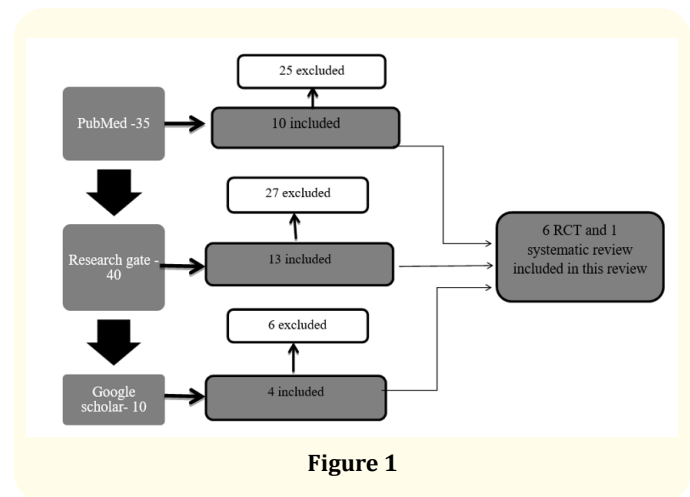 25 excluded
PubMed -35
10 included
27 excluded
Research gate -
40
13 included
6 RCT and 1
systematic review
included in this review
6 excluded
Google
scholar- 10
4 included
Figure 1